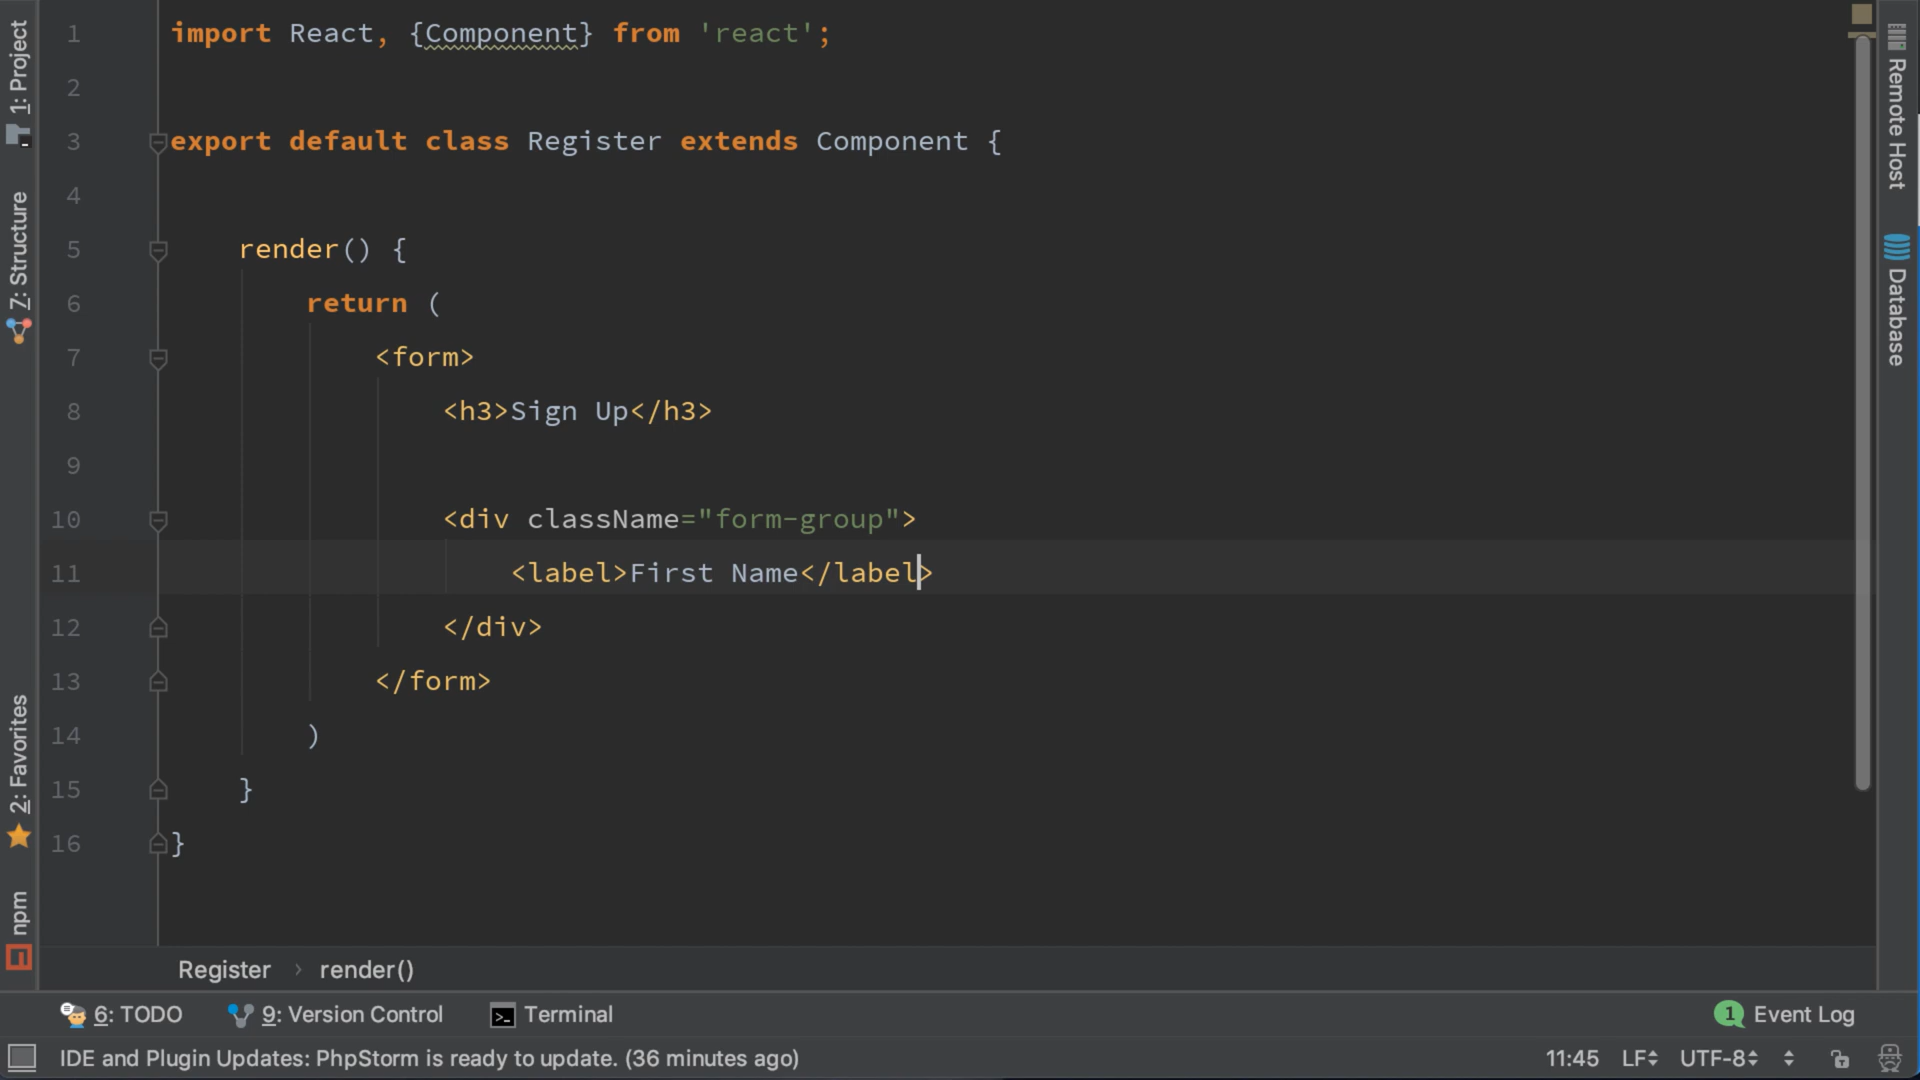 1: Project
7: Structure
2: Favorites
npm
1 import React, {Component} from 'react';
2
3 export default class Register extends Component {
4
5 render() {
6 return (
7 <form>
8 <h3>Sign Up</h3>
9
10 <div className="form-group">
11 <label>First Name</label>
12 </div>
13 </form>
14 )
15 }
16 }
Remote Host
Database
Register › render()
6: TODO 9: Version Control Terminal 1 Event Log
IDE and Plugin Updates: PhpStorm is ready to update. (36 minutes ago) 11:45 LF UTF-8